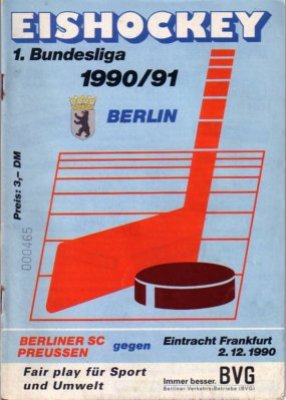 EISHOCKEY
1. Bundesliga
1990/91
BERLIN
Preis: 3,– DM
000465
BERLINER SC
PREUSSEN
gegen
Eintracht Frankfurt
2.12.1990
Fair play für Sport
und Umwelt
Immer besser. BVG
Berliner Verkehrs-Betriebe (BVG)